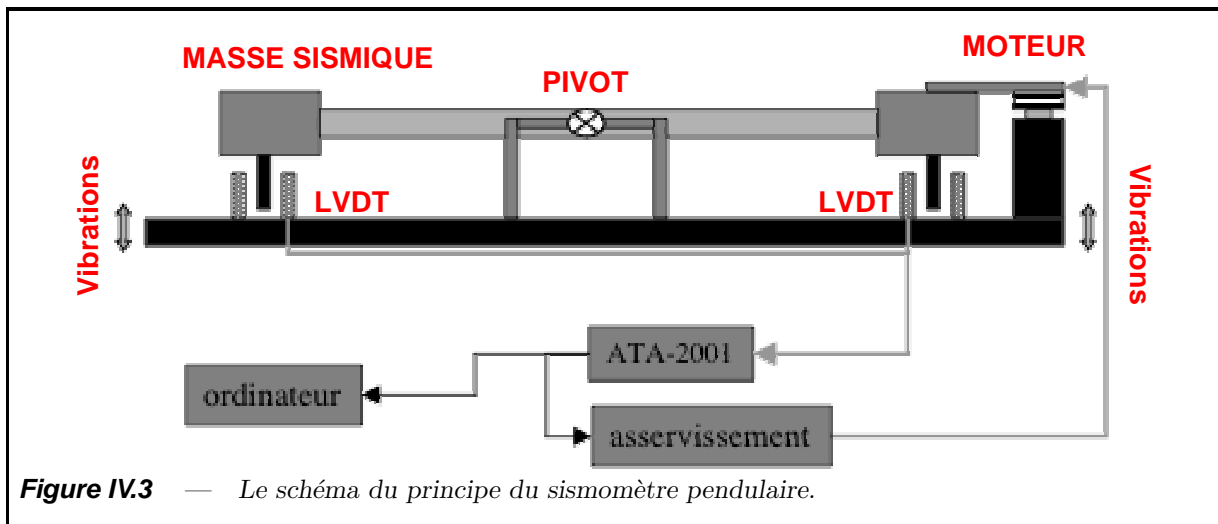 MASSE SISMIQUE
MOTEUR
PIVOT
LVDT
LVDT
Vibrations
Vibrations
ATA-2001
ordinateur
asservissement
Figure IV.3 — Le schéma du principe du sismomètre pendulaire.